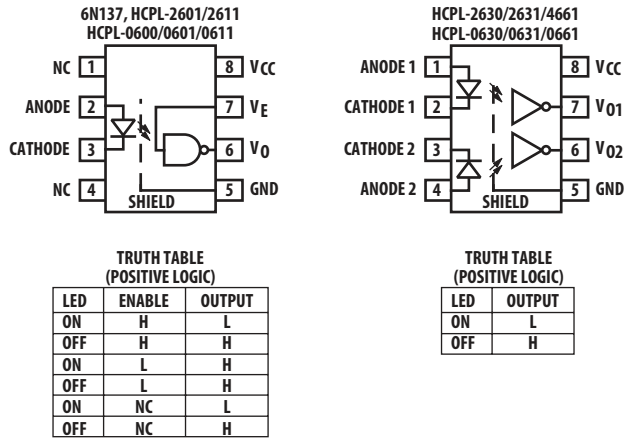 6N137, HCPL-2601/2611
HCPL-0600/0601/0611
NC 1
8 VCC
ANODE 2
7 VE
CATHODE 3
6 VO
NC 4
5 GND
SHIELD
TRUTH TABLE
(POSITIVE LOGIC)
LED ENABLE OUTPUT
ON H L
OFF H H
ON L H
OFF L H
ON NC L
OFF NC H
HCPL-2630/2631/4661
HCPL-0630/0631/0661
ANODE 1 1
8 VCC
CATHODE 1 2
7 VO1
CATHODE 2 3
6 VO2
ANODE 2 4
5 GND
SHIELD
TRUTH TABLE
(POSITIVE LOGIC)
LED OUTPUT
ON L
OFF H